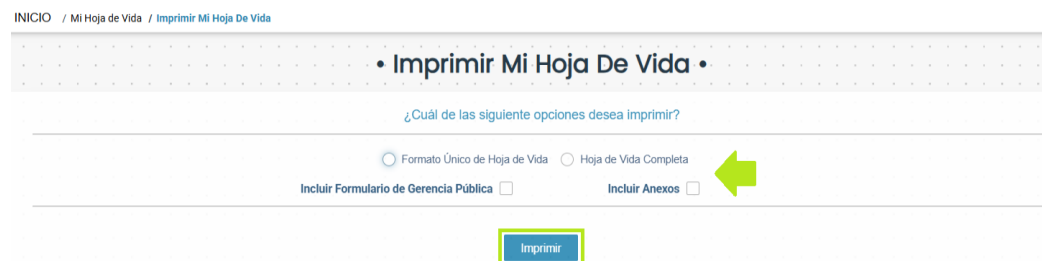 INICIO / Mi Hoja de Vida / Imprimir Mi Hoja De Vida
• Imprimir Mi Hoja De Vida •
¿Cuál de las siguiente opciones desea imprimir?
Formato Único de Hoja de Vida Hoja de Vida Completa
Incluir Formulario de Gerencia Pública Incluir Anexos
Imprimir